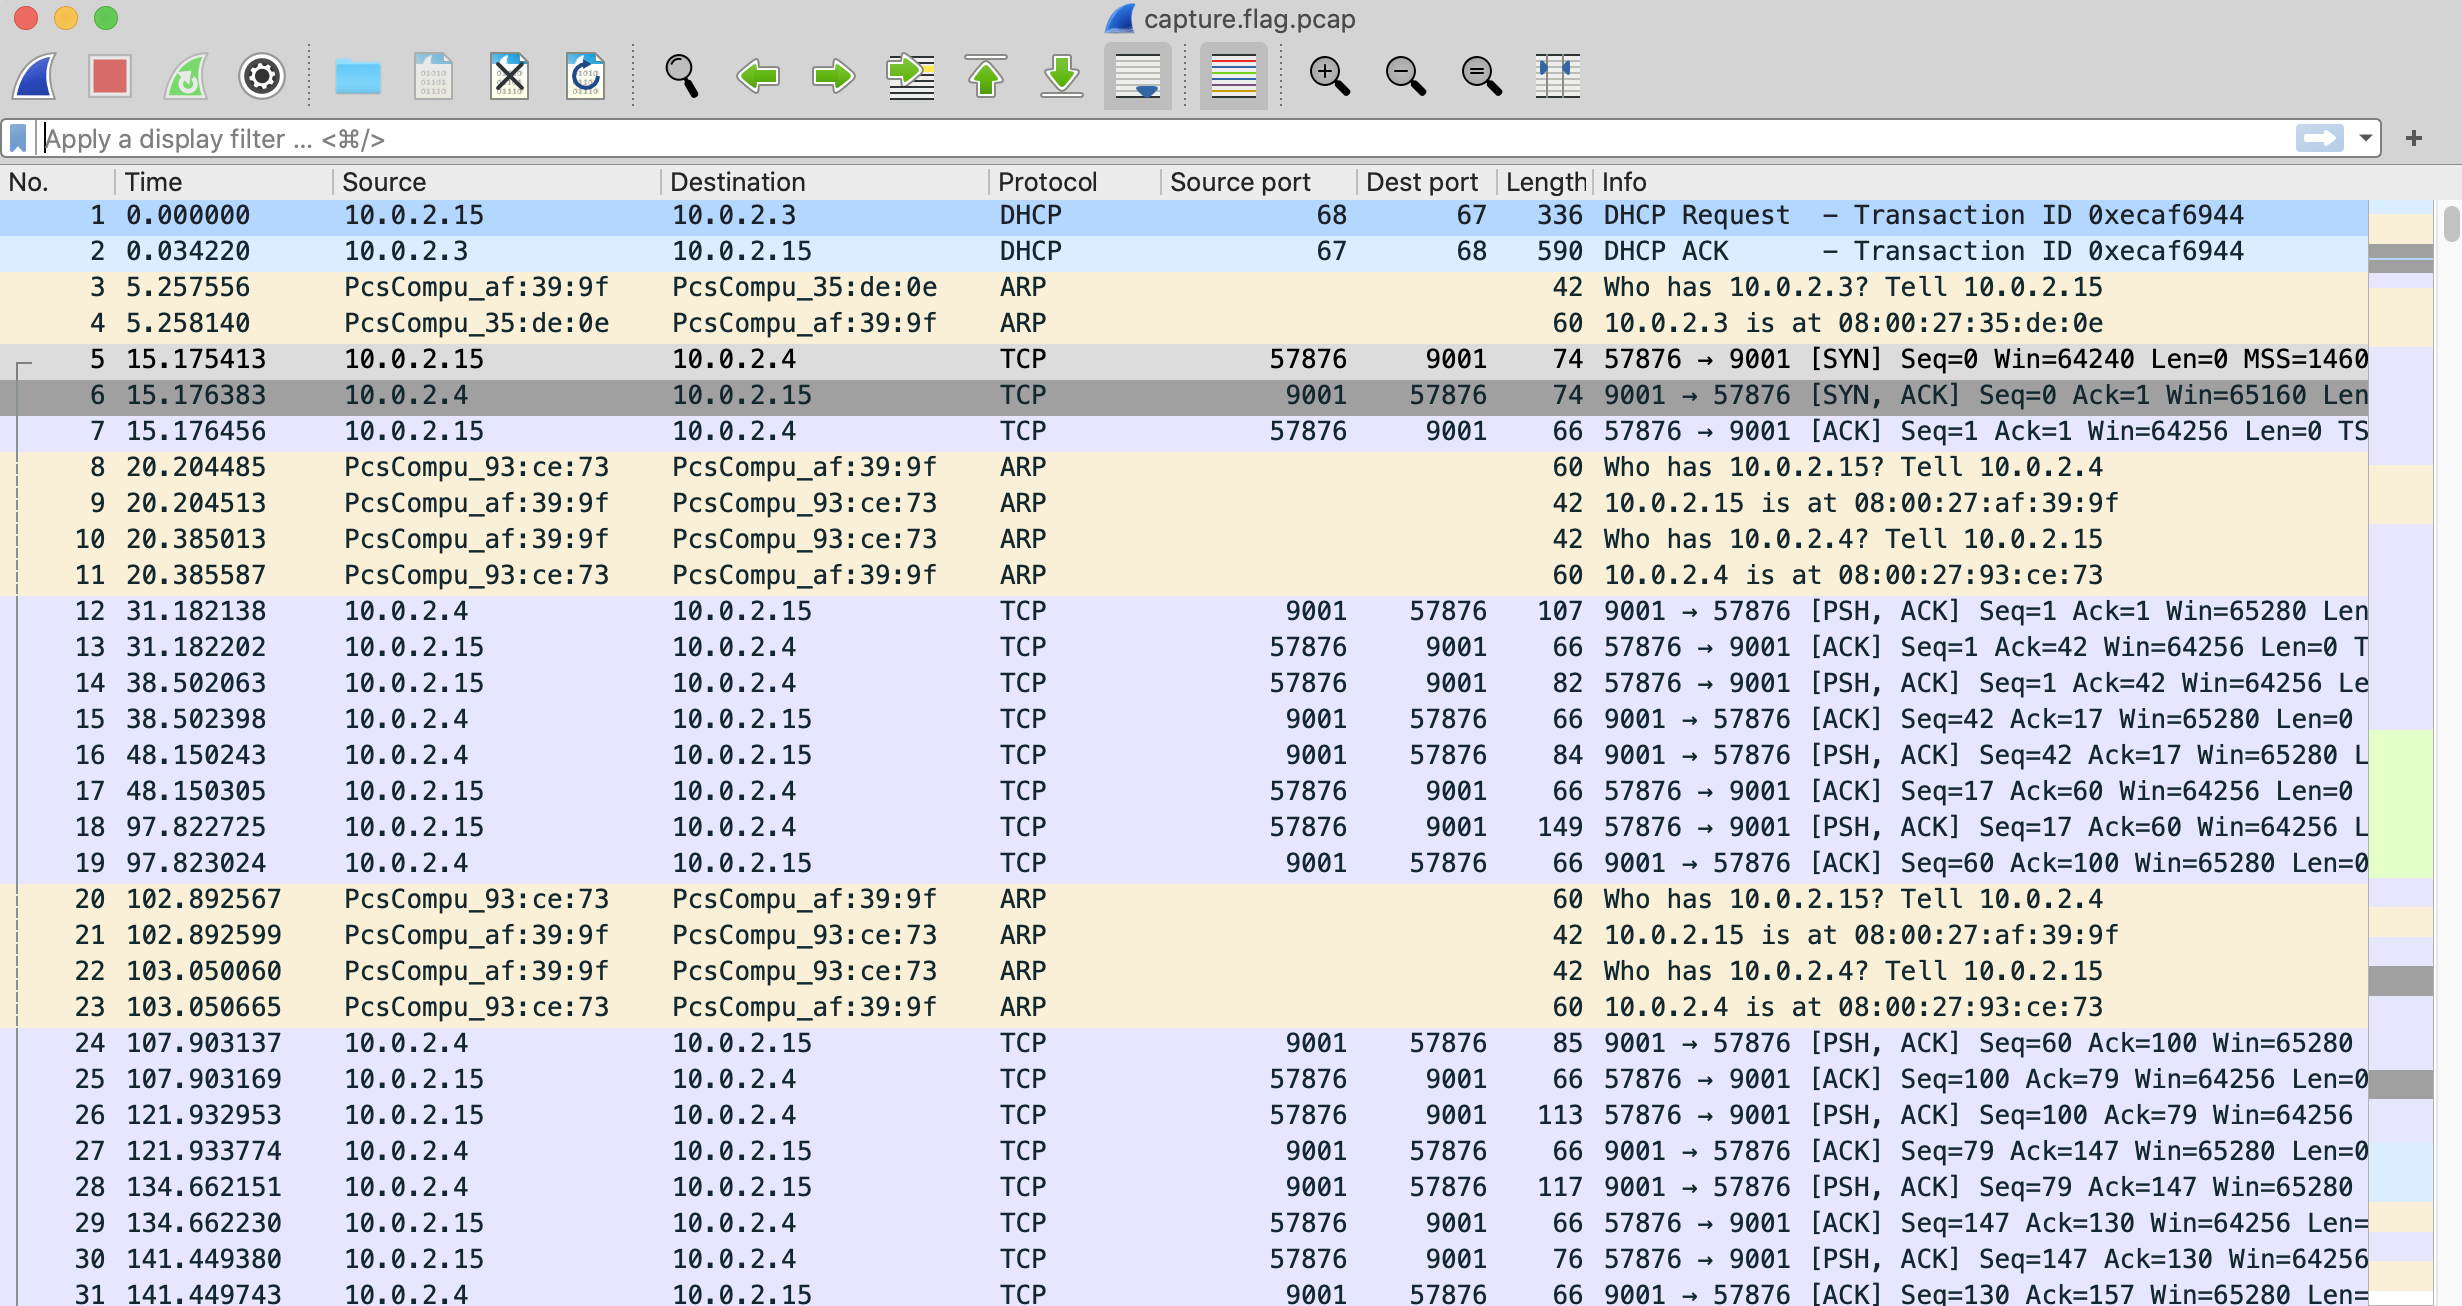 capture.flag.pcap
Apply a display filter ... <⌘/>
No. Time Source Destination Protocol Source port Dest port Length Info
1 0.000000 10.0.2.15 10.0.2.3 DHCP 68 67 336 DHCP Request – Transaction ID 0xecaf6944
2 0.034220 10.0.2.3 10.0.2.15 DHCP 67 68 590 DHCP ACK – Transaction ID 0xecaf6944
3 5.257556 PcsCompu_af:39:9f PcsCompu_35:de:0e ARP 42 Who has 10.0.2.3? Tell 10.0.2.15
4 5.258140 PcsCompu_35:de:0e PcsCompu_af:39:9f ARP 60 10.0.2.3 is at 08:00:27:35:de:0e
5 15.175413 10.0.2.15 10.0.2.4 TCP 57876 9001 74 57876 → 9001 [SYN] Seq=0 Win=64240 Len=0 MSS=1460
6 15.176383 10.0.2.4 10.0.2.15 TCP 9001 57876 74 9001 → 57876 [SYN, ACK] Seq=0 Ack=1 Win=65160 Len
7 15.176456 10.0.2.15 10.0.2.4 TCP 57876 9001 66 57876 → 9001 [ACK] Seq=1 Ack=1 Win=64256 Len=0 TS
8 20.204485 PcsCompu_93:ce:73 PcsCompu_af:39:9f ARP 60 Who has 10.0.2.15? Tell 10.0.2.4
9 20.204513 PcsCompu_af:39:9f PcsCompu_93:ce:73 ARP 42 10.0.2.15 is at 08:00:27:af:39:9f
10 20.385013 PcsCompu_af:39:9f PcsCompu_93:ce:73 ARP 42 Who has 10.0.2.4? Tell 10.0.2.15
11 20.385587 PcsCompu_93:ce:73 PcsCompu_af:39:9f ARP 60 10.0.2.4 is at 08:00:27:93:ce:73
12 31.182138 10.0.2.4 10.0.2.15 TCP 9001 57876 107 9001 → 57876 [PSH, ACK] Seq=1 Ack=1 Win=65280 Len
13 31.182202 10.0.2.15 10.0.2.4 TCP 57876 9001 66 57876 → 9001 [ACK] Seq=1 Ack=42 Win=64256 Len=0 T
14 38.502063 10.0.2.15 10.0.2.4 TCP 57876 9001 82 57876 → 9001 [PSH, ACK] Seq=1 Ack=42 Win=64256 Le
15 38.502398 10.0.2.4 10.0.2.15 TCP 9001 57876 66 9001 → 57876 [ACK] Seq=42 Ack=17 Win=65280 Len=0
16 48.150243 10.0.2.4 10.0.2.15 TCP 9001 57876 84 9001 → 57876 [PSH, ACK] Seq=42 Ack=17 Win=65280 L
17 48.150305 10.0.2.15 10.0.2.4 TCP 57876 9001 66 57876 → 9001 [ACK] Seq=17 Ack=60 Win=64256 Len=0
18 97.822725 10.0.2.15 10.0.2.4 TCP 57876 9001 149 57876 → 9001 [PSH, ACK] Seq=17 Ack=60 Win=64256 L
19 97.823024 10.0.2.4 10.0.2.15 TCP 9001 57876 66 9001 → 57876 [ACK] Seq=60 Ack=100 Win=65280 Len=0
20 102.892567 PcsCompu_93:ce:73 PcsCompu_af:39:9f ARP 60 Who has 10.0.2.15? Tell 10.0.2.4
21 102.892599 PcsCompu_af:39:9f PcsCompu_93:ce:73 ARP 42 10.0.2.15 is at 08:00:27:af:39:9f
22 103.050060 PcsCompu_af:39:9f PcsCompu_93:ce:73 ARP 42 Who has 10.0.2.4? Tell 10.0.2.15
23 103.050665 PcsCompu_93:ce:73 PcsCompu_af:39:9f ARP 60 10.0.2.4 is at 08:00:27:93:ce:73
24 107.903137 10.0.2.4 10.0.2.15 TCP 9001 57876 85 9001 → 57876 [PSH, ACK] Seq=60 Ack=100 Win=65280
25 107.903169 10.0.2.15 10.0.2.4 TCP 57876 9001 66 57876 → 9001 [ACK] Seq=100 Ack=79 Win=64256 Len=0
26 121.932953 10.0.2.15 10.0.2.4 TCP 57876 9001 113 57876 → 9001 [PSH, ACK] Seq=100 Ack=79 Win=64256
27 121.933774 10.0.2.4 10.0.2.15 TCP 9001 57876 66 9001 → 57876 [ACK] Seq=79 Ack=147 Win=65280 Len=0
28 134.662151 10.0.2.4 10.0.2.15 TCP 9001 57876 117 9001 → 57876 [PSH, ACK] Seq=79 Ack=147 Win=65280
29 134.662230 10.0.2.15 10.0.2.4 TCP 57876 9001 66 57876 → 9001 [ACK] Seq=147 Ack=130 Win=64256 Len=
30 141.449380 10.0.2.15 10.0.2.4 TCP 57876 9001 76 57876 → 9001 [PSH, ACK] Seq=147 Ack=130 Win=64256
31 141.449743 10.0.2.4 10.0.2.15 TCP 9001 57876 66 9001 → 57876 [ACK] Seq=130 Ack=157 Win=65280 Len=